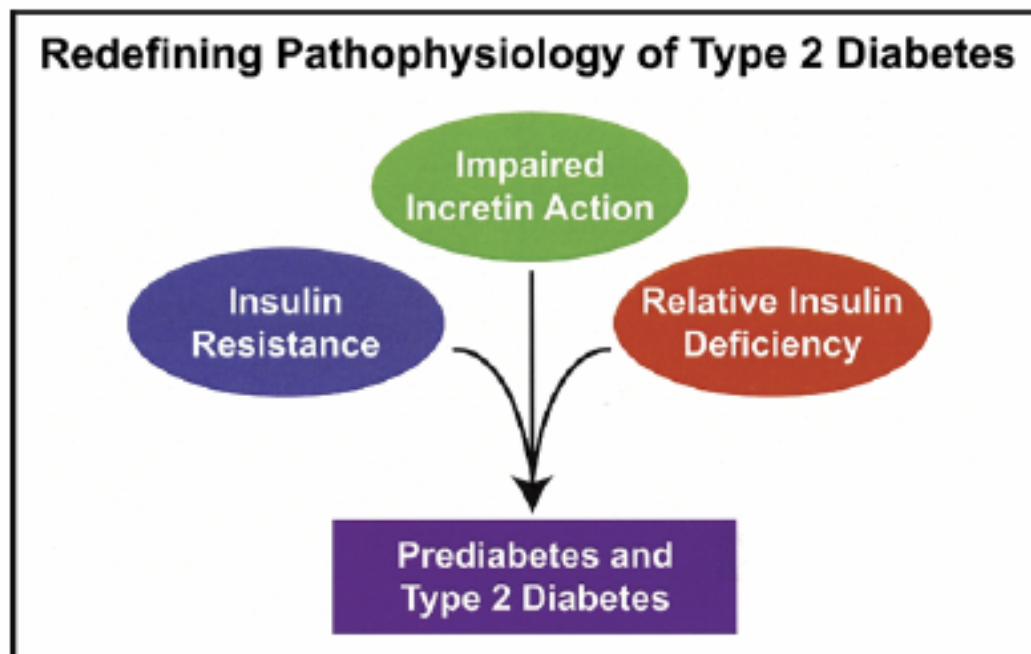 Redefining Pathophysiology of Type 2 Diabetes
Impaired
Incretin Action
Insulin
Resistance
Relative Insulin
Deficiency
Prediabetes and
Type 2 Diabetes